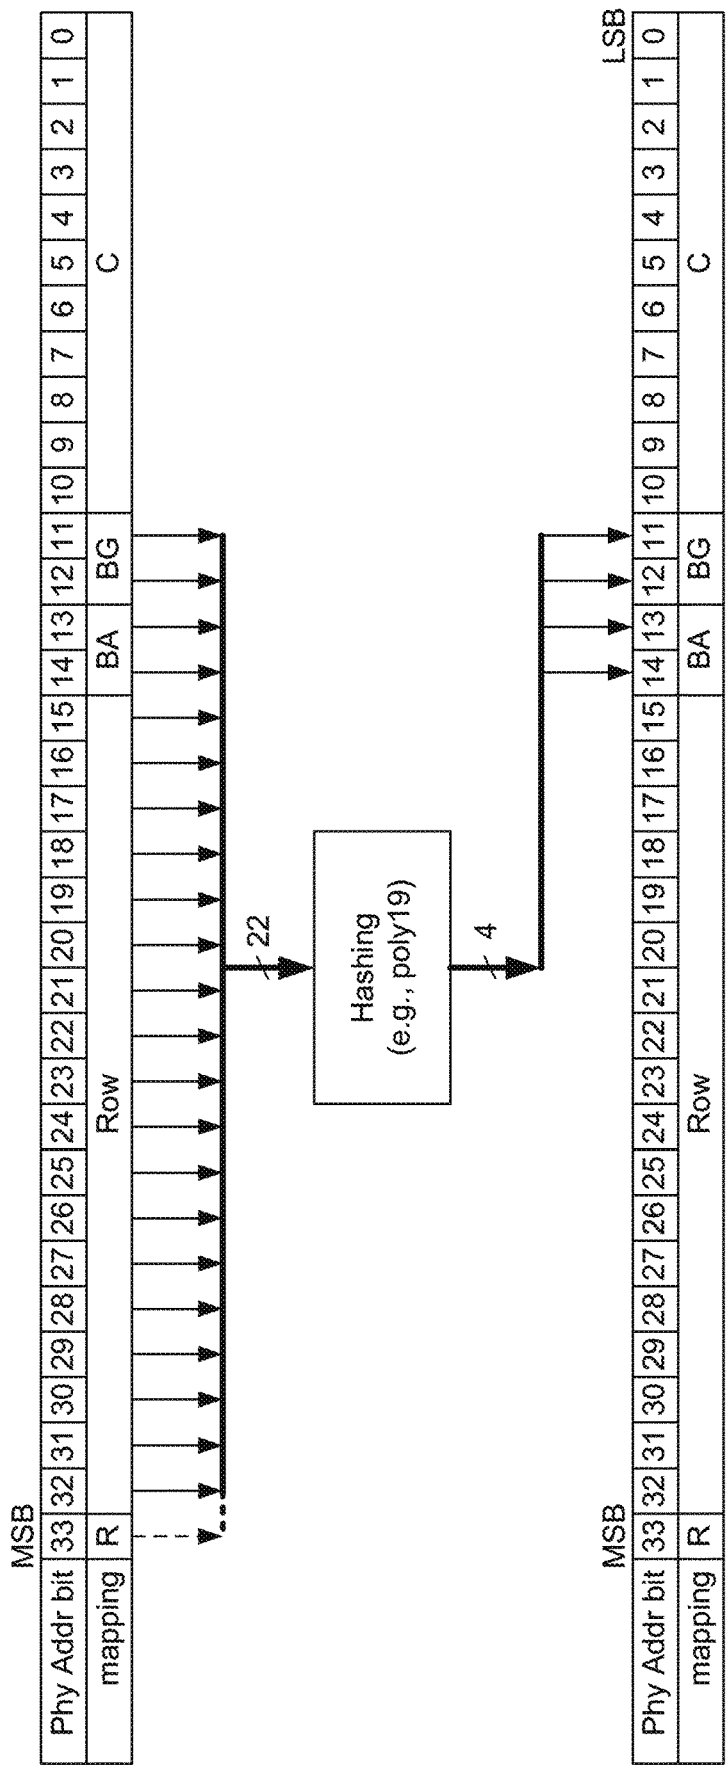 MSB
Phy Addr bit 33 32 31 30 29 28 27 26 25 24 23 22 21 20 19 18 17 16 15 14 13 12 11 10 9 8 7 6 5 4 3 2 1 0
mapping R Row BA BG C
22
Hashing
(e.g., poly19)
4
MSB LSB
Phy Addr bit 33 32 31 30 29 28 27 26 25 24 23 22 21 20 19 18 17 16 15 14 13 12 11 10 9 8 7 6 5 4 3 2 1 0
mapping R Row BA BG C